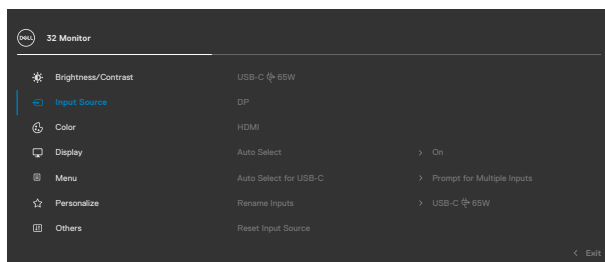 DELL 32 Monitor
Brightness/Contrast USB-C 65W
Input Source DP
Color HDMI
Display Auto Select > On
Menu Auto Select for USB-C > Prompt for Multiple Inputs
Personalize Rename Inputs > USB-C 65W
Others Reset Input Source
< Exit